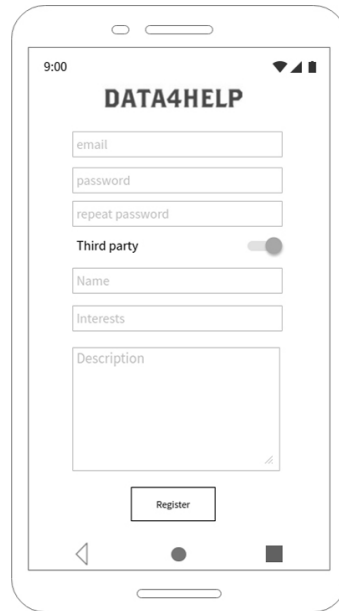 9:00
DATA4HELP
email
password
repeat password
Third party
Name
Interests
Description
Register